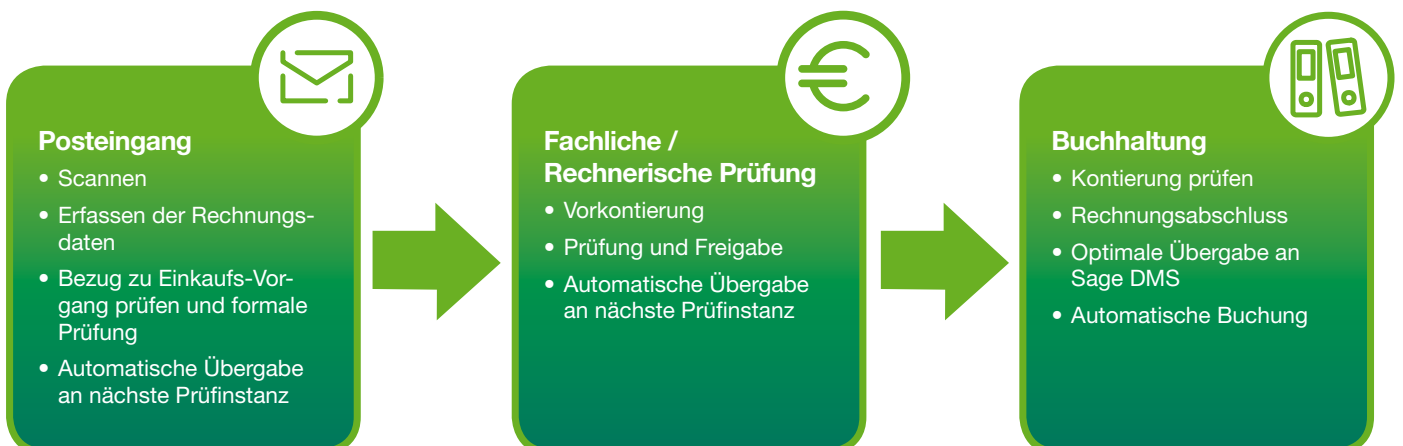 Posteingang
• Scannen
• Erfassen der Rechnungs-
daten
• Bezug zu Einkaufs-Vor-
gang prüfen und formale
Prüfung
• Automatische Übergabe
an nächste Prüfinstanz
Fachliche /
Rechnerische Prüfung
• Vorkontierung
• Prüfung und Freigabe
• Automatische Übergabe
an nächste Prüfinstanz
Buchhaltung
• Kontierung prüfen
• Rechnungsabschluss
• Optimale Übergabe an
Sage DMS
• Automatische Buchung